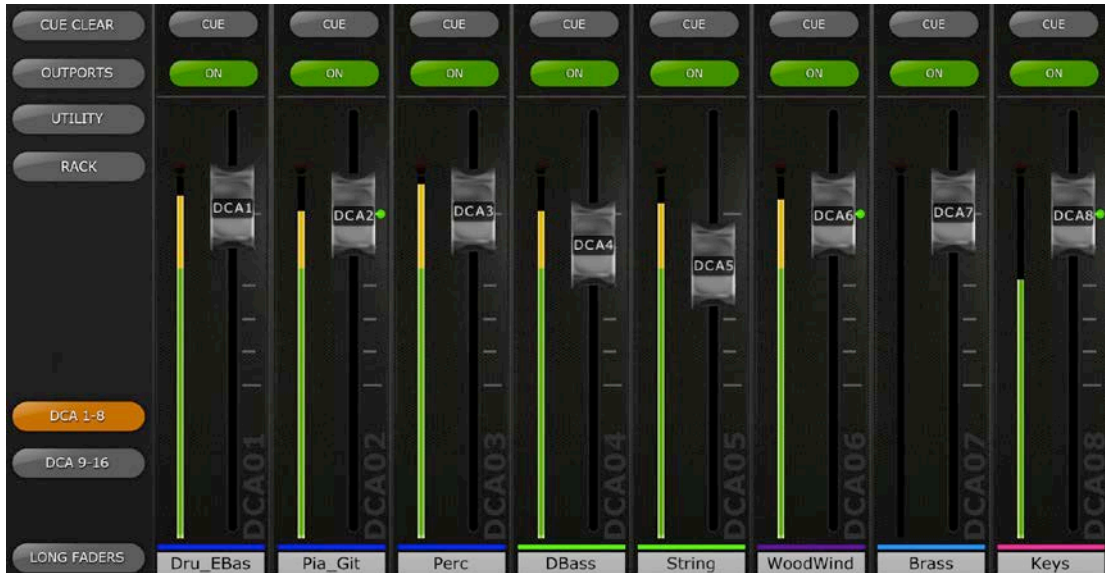 CUE CLEAR CUE CUE CUE CUE CUE CUE CUE CUE
OUTPORTS ON ON ON ON ON ON ON ON
UTILITY
RACK
DCA1 DCA2 DCA3 DCA4 DCA5 DCA6 DCA7 DCA8
DCA 1-8
DCA 9-16
DCA01 DCA02 DCA03 DCA04 DCA05 DCA06 DCA07 DCA08
LONG FADERS
Dru_EBas Pia_Git Perc DBass String WoodWind Brass Keys